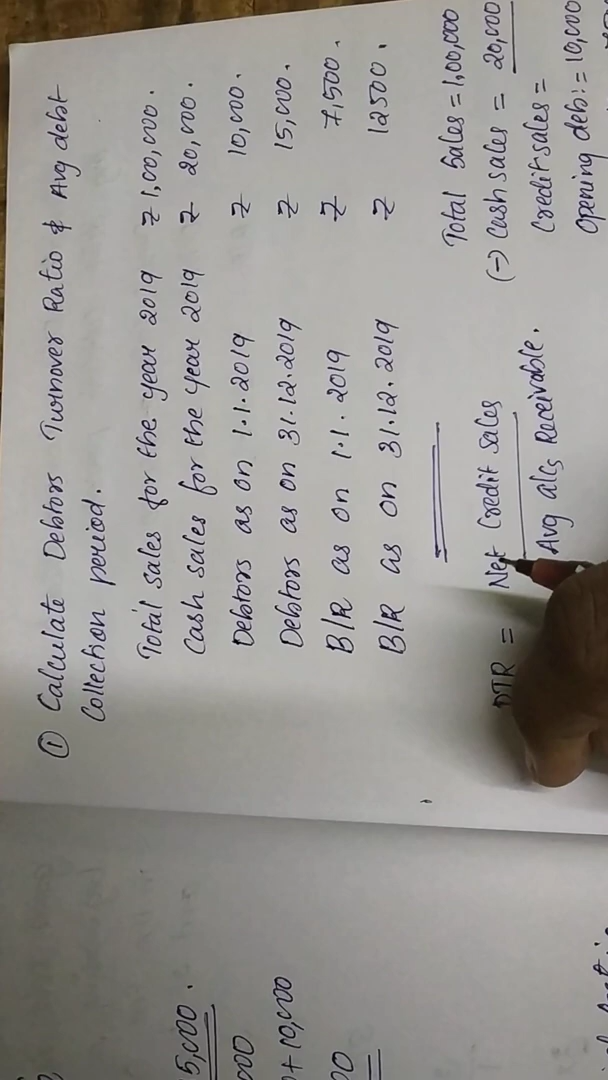 ① Calculate Debtors Turnover Ratio & Avg debt
Collection period.
Total sales for the year 2019 ₹ 1,00,000.
Cash sales for the year 2019 ₹ 20,000.
Debtors as on 1.1.2019 ₹ 10,000.
Debtors as on 31.12.2019 ₹ 15,000.
B/R as on 1.1.2019 ₹ 7,500.
B/R as on 31.12.2019 ₹ 12500.
DTR = Net Credit Sales
Avg a/cs Receivable.
Total Sales = 1,00,000
(-) Cash sales = 20,000
Credit sales =
Opening deb: = 10,000
5,000.
000
+ 10,000
00